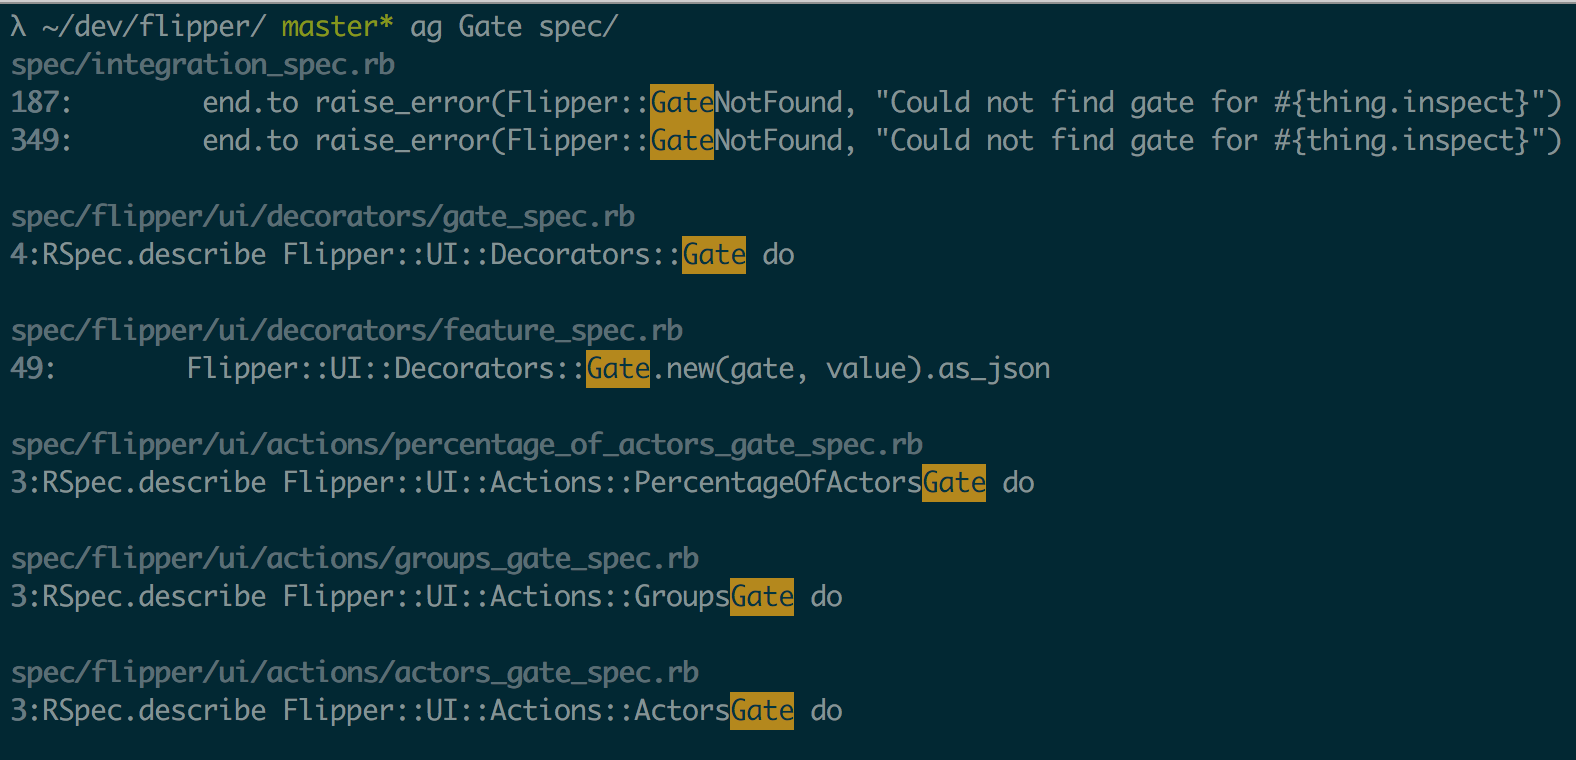 λ ~/dev/flipper/ master* ag Gate spec/
spec/integration_spec.rb
187:        end.to raise_error(Flipper::GateNotFound, "Could not find gate for #{thing.inspect}")
349:        end.to raise_error(Flipper::GateNotFound, "Could not find gate for #{thing.inspect}")
spec/flipper/ui/decorators/gate_spec.rb
4:RSpec.describe Flipper::UI::Decorators::Gate do
spec/flipper/ui/decorators/feature_spec.rb
49:        Flipper::UI::Decorators::Gate.new(gate, value).as_json
spec/flipper/ui/actions/percentage_of_actors_gate_spec.rb
3:RSpec.describe Flipper::UI::Actions::PercentageOfActorsGate do
spec/flipper/ui/actions/groups_gate_spec.rb
3:RSpec.describe Flipper::UI::Actions::GroupsGate do
spec/flipper/ui/actions/actors_gate_spec.rb
3:RSpec.describe Flipper::UI::Actions::ActorsGate do